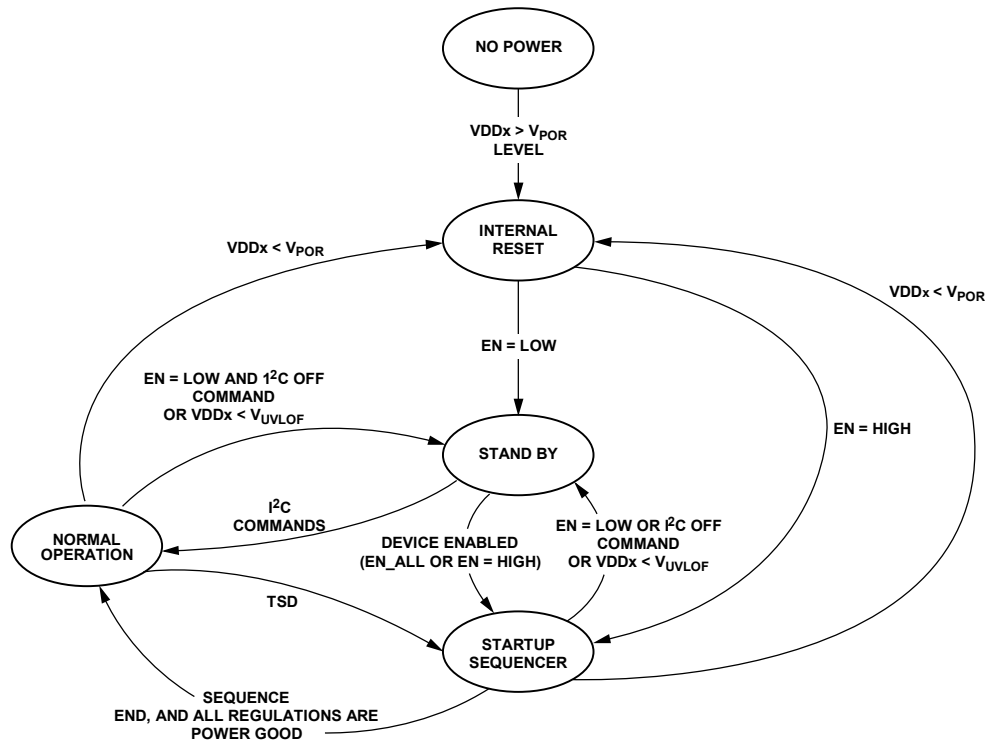 NO POWER
VDDx > VPOR
LEVEL
INTERNAL
RESET
VDDx < VPOR
VDDx < VPOR
EN = LOW
EN = LOW AND 1²C OFF
COMMAND
OR VDDx < VUVLOF
EN = HIGH
STAND BY
I²C
COMMANDS
NORMAL
OPERATION
DEVICE ENABLED
(EN_ALL OR EN = HIGH)
EN = LOW OR I²C OFF
COMMAND
OR VDDx < VUVLOF
TSD
STARTUP
SEQUENCER
SEQUENCE
END, AND ALL REGULATIONS ARE
POWER GOOD